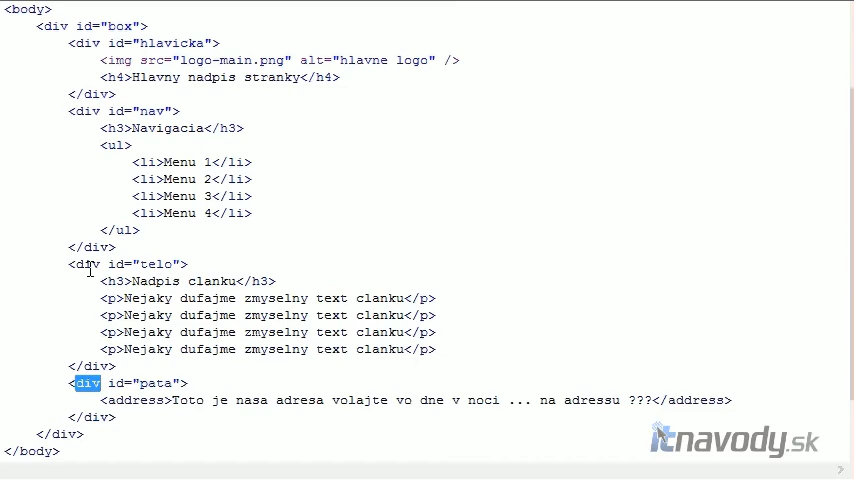 <body>
<div id="box">
<div id="hlavicka">
<img src="logo-main.png" alt="hlavne logo" />
<h4>Hlavny nadpis stranky</h4>
</div>
<div id="nav">
<h3>Navigacia</h3>
<ul>
<li>Menu 1</li>
<li>Menu 2</li>
<li>Menu 3</li>
<li>Menu 4</li>
</ul>
</div>
<div id="telo">
<h3>Nadpis clanku</h3>
<p>Nejaky dufajme zmyselny text clanku</p>
<p>Nejaky dufajme zmyselny text clanku</p>
<p>Nejaky dufajme zmyselny text clanku</p>
<p>Nejaky dufajme zmyselny text clanku</p>
</div>
<div id="pata">
<address>Toto je nasa adresa volajte vo dne v noci ... na adressu ???</address>
</div>
</div>
</body>
itnavody.sk